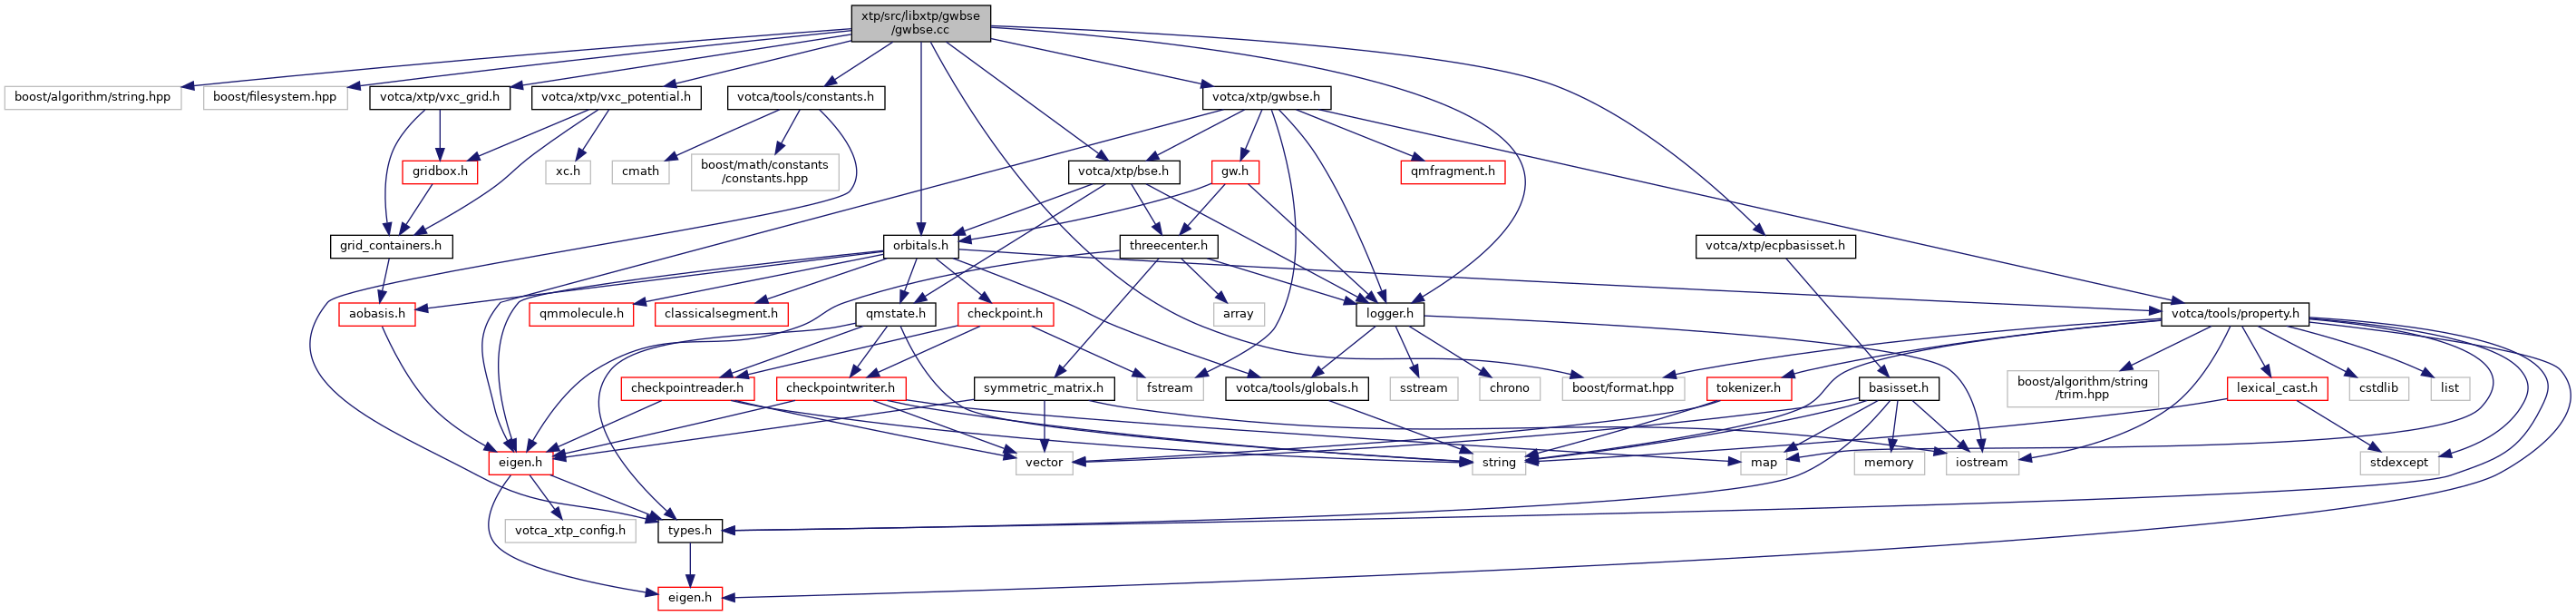 xtp/src/libxtp/gwbse
/gwbse.cc
boost/algorithm/string.hpp
boost/filesystem.hpp
votca/xtp/vxc_grid.h
votca/xtp/vxc_potential.h
votca/tools/constants.h
votca/xtp/gwbse.h
gridbox.h
xc.h
cmath
boost/math/constants
/constants.hpp
votca/xtp/bse.h
gw.h
qmfragment.h
grid_containers.h
orbitals.h
threecenter.h
votca/xtp/ecpbasisset.h
aobasis.h
qmmolecule.h
classicalsegment.h
qmstate.h
checkpoint.h
array
logger.h
votca/tools/property.h
checkpointreader.h
checkpointwriter.h
symmetric_matrix.h
fstream
votca/tools/globals.h
sstream
chrono
boost/format.hpp
tokenizer.h
basisset.h
boost/algorithm/string
/trim.hpp
lexical_cast.h
cstdlib
list
eigen.h
vector
string
map
memory
iostream
stdexcept
votca_xtp_config.h
types.h
eigen.h